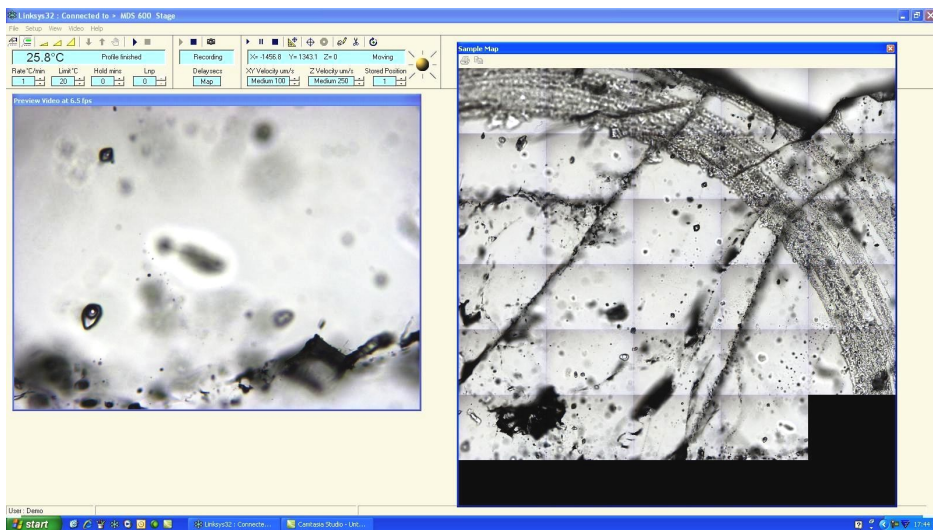 Linksys32 : Connected to = MDS 600 Stage
File Setup View Video Help
25.8°C Profile finished
Recording
X= -1456.8 Y= 1343.1 Z= 0 Moving
Rate °C/min Limit °C Hold mins Lnp
1 20 0 0
Delay secs
Map
XY Velocity um/s Z Velocity um/s Stored Position
Medium 100 Medium 250 1
Sample Map
Preview Video at 6.5 fps
User : Demo
start
Linksys32 : Connecte...
Camtasia Studio - Unt...
17:44